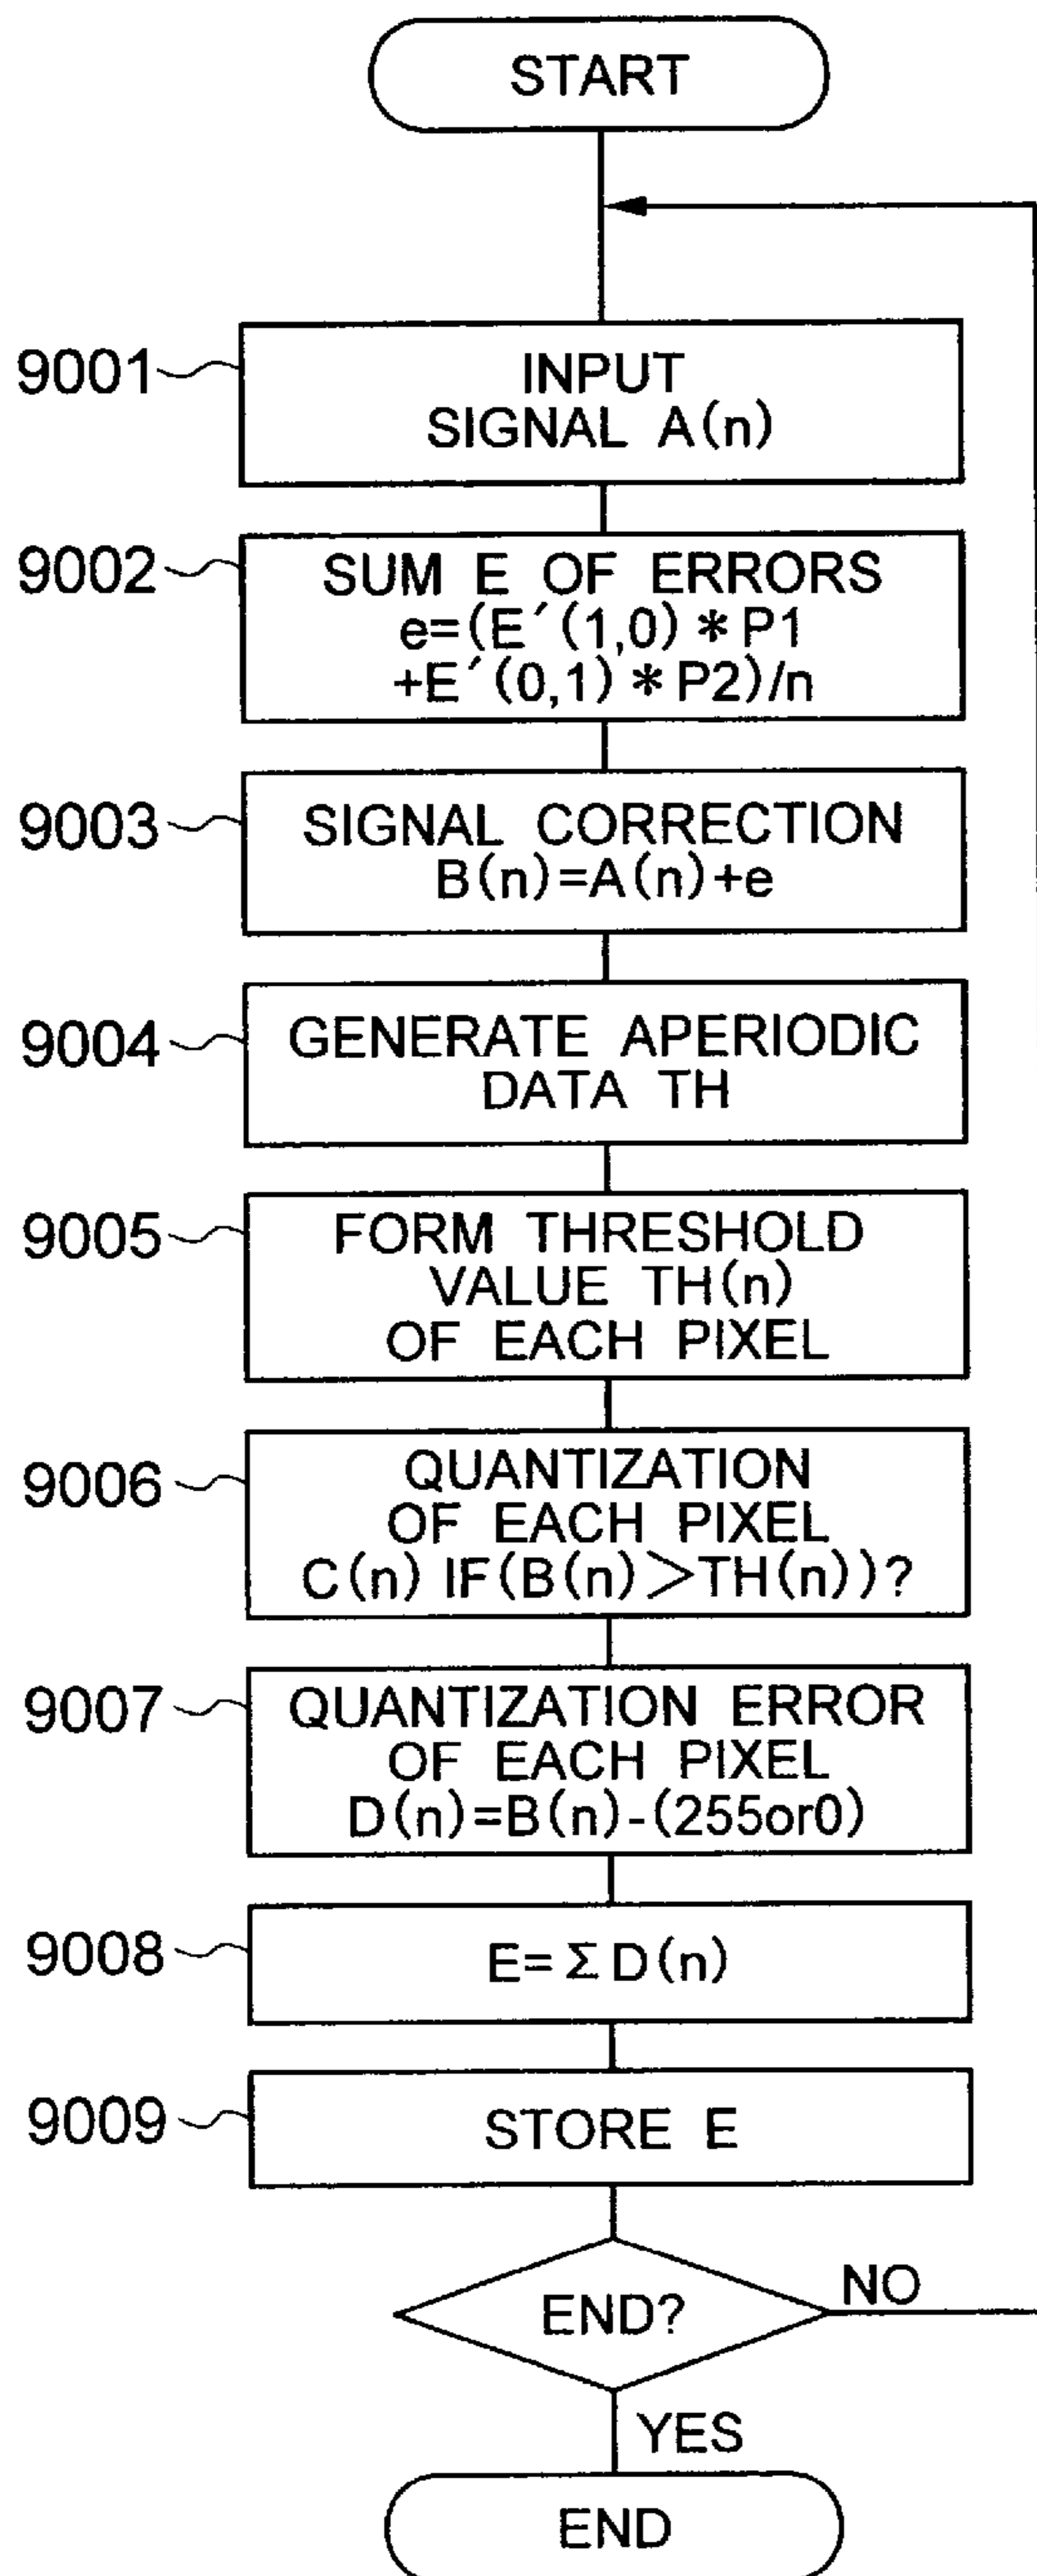 START
9001
INPUT
SIGNAL A(n)
9002
SUM E OF ERRORS
e=(E´(1,0)*P1
+E´(0,1)*P2)/n
9003
SIGNAL CORRECTION
B(n)=A(n)+e
9004
GENERATE APERIODIC
DATA TH
9005
FORM THRESHOLD
VALUE TH(n)
OF EACH PIXEL
9006
QUANTIZATION
OF EACH PIXEL
C(n) IF(B(n)>TH(n))?
9007
QUANTIZATION ERROR
OF EACH PIXEL
D(n)=B(n)-(255or0)
9008
E=ΣD(n)
9009
STORE E
END?
NO
YES
END